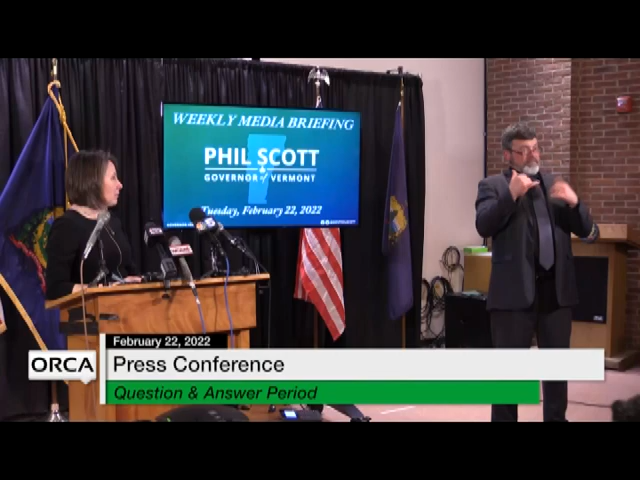 WEEKLY MEDIA BRIEFING
PHIL SCOTT
GOVERNOR of VERMONT
Tuesday, February 22, 2022
February 22, 2022
ORCA
Press Conference
Question & Answer Period